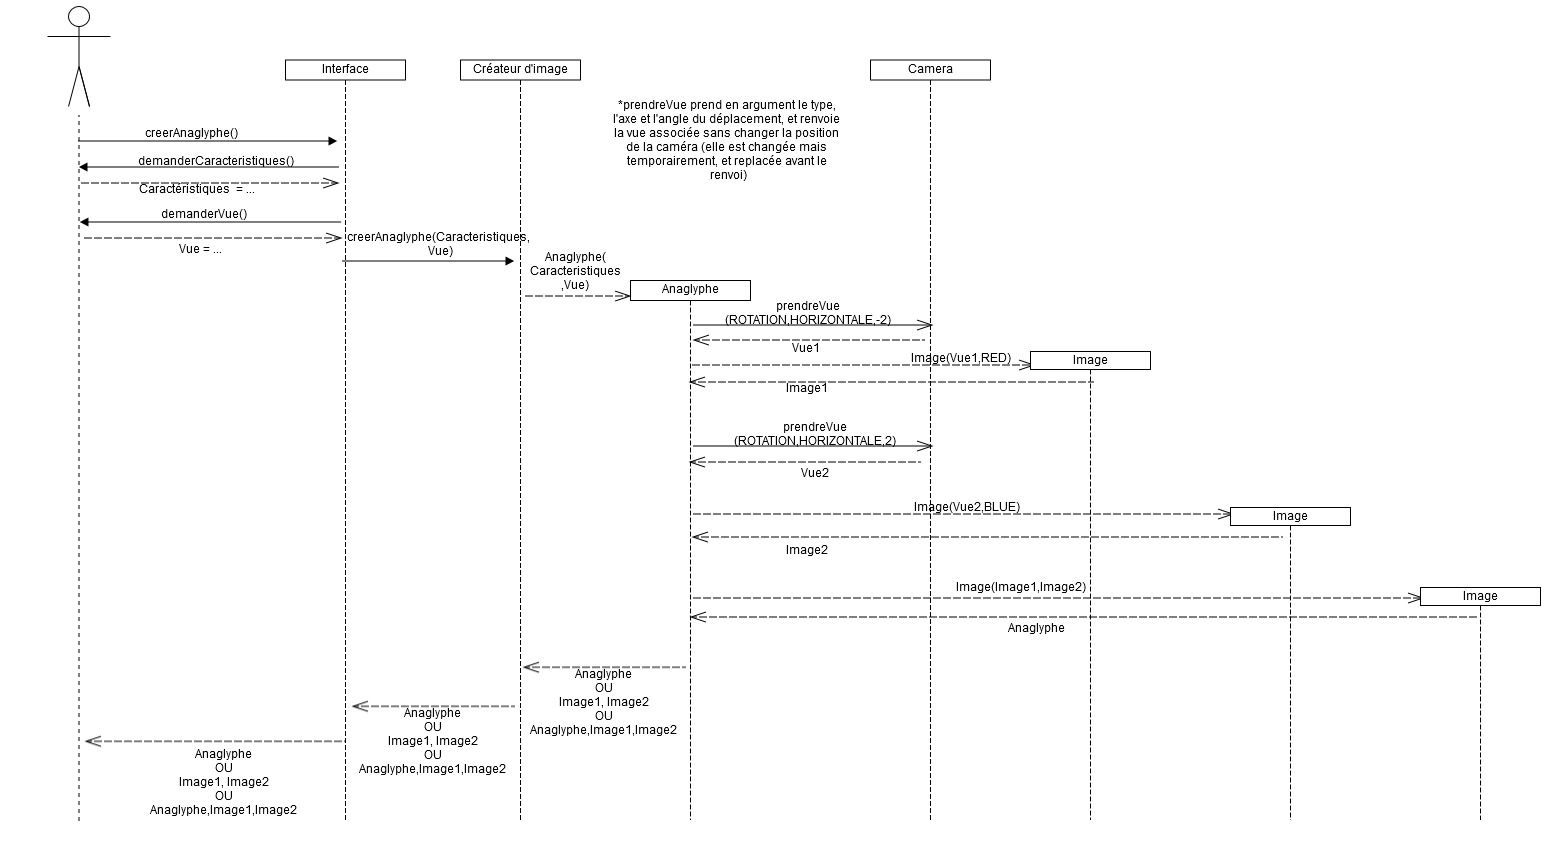 Interface
Créateur d'image
Camera
*prendreVue prend en argument le type,
l'axe et l'angle du déplacement, et renvoie
la vue associée sans changer la position
de la caméra (elle est changée mais
temporairement, et replacée avant le
renvoi)
creerAnaglyphe()
demanderCaracteristiques()
Caractéristiques = ...
demanderVue()
Vue = ...
creerAnaglyphe(Caracteristiques,
Vue)
Anaglyphe(
Caracteristiques
,Vue)
Anaglyphe
prendreVue
(ROTATION,HORIZONTALE,-2)
Vue1
Image(Vue1,RED)
Image
Image1
prendreVue
(ROTATION,HORIZONTALE,2)
Vue2
Image(Vue2,BLUE)
Image
Image2
Image(Image1,Image2)
Image
Anaglyphe
Anaglyphe
OU
Image1, Image2
OU
Anaglyphe,Image1,Image2
Anaglyphe
OU
Image1, Image2
OU
Anaglyphe,Image1,Image2
Anaglyphe
OU
Image1, Image2
OU
Anaglyphe,Image1,Image2